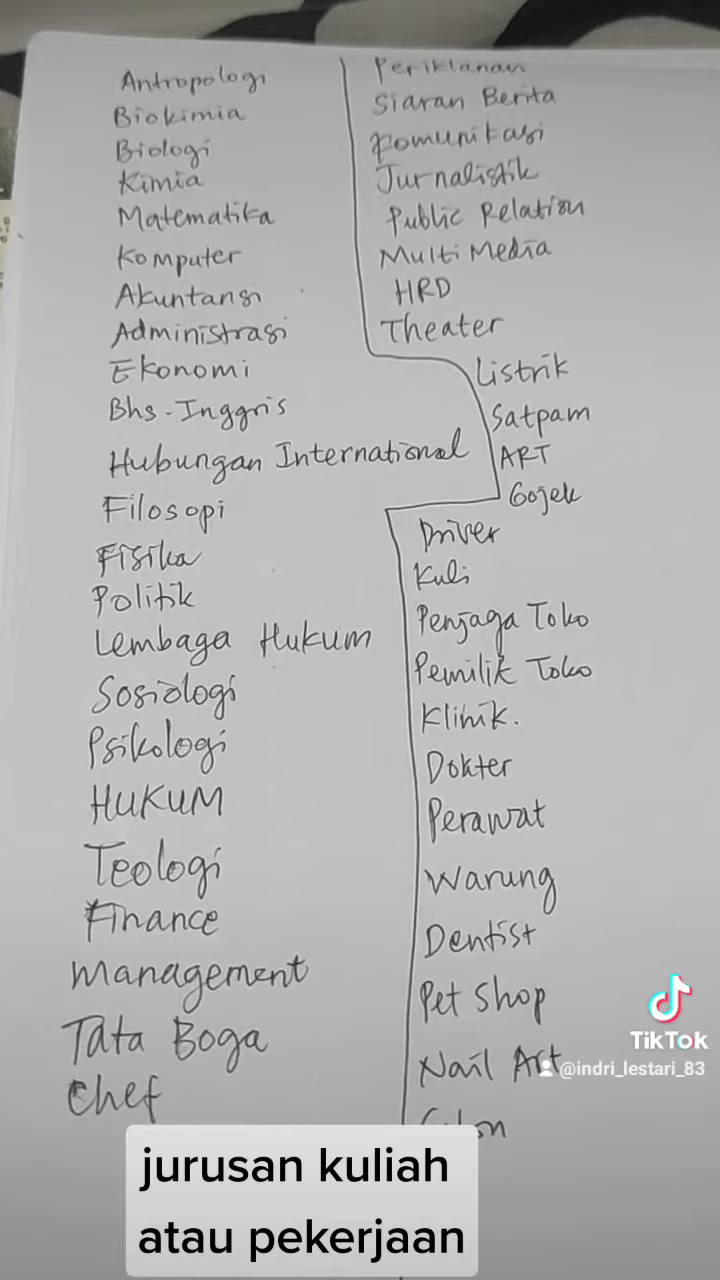 Antropologi
Biokimia
Biologi
Kimia
Matematika
Komputer
Akuntansi
Administrasi
Ekonomi
Bhs. Inggris
Hubungan International
Filosopi
Fisika
Politik
Lembaga Hukum
Sosiologi
Psikologi
HUKUM
Teologi
Finance
Management
Tata Boga
Chef
Periklanan
Siaran Berita
Komunikasi
Jurnalistik
Public Relation
Multi Media
HRD
Theater
Listrik
Satpam
ART
Gojek
Driver
Kuli
Penjaga Toko
Pemilik Toko
Klinik.
Dokter
Perawat
Warung
Dentist
Pet Shop
Nail Art
TikTok
@indri_lestari_83
jurusan kuliah
atau pekerjaan